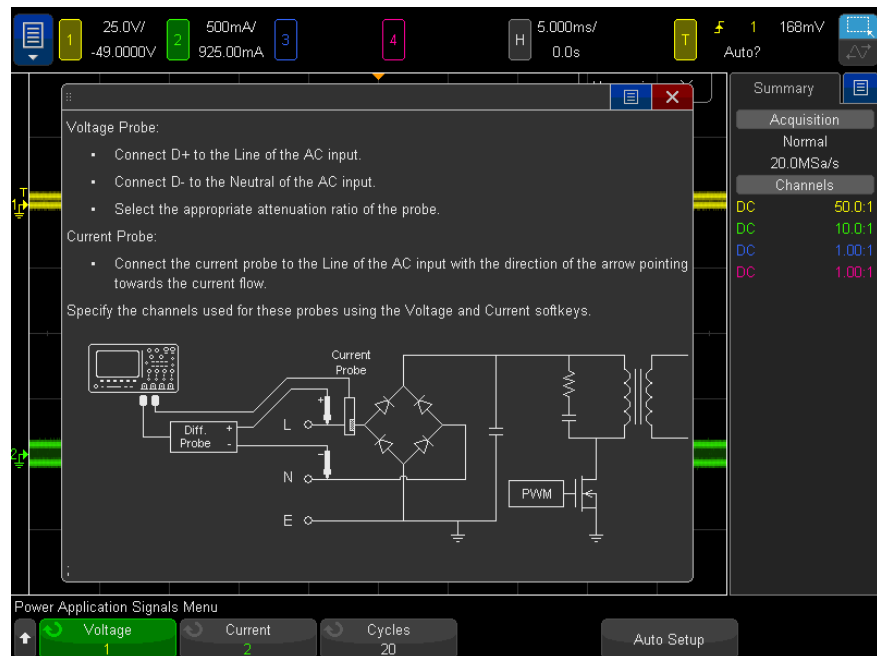 1 25.0V/ 2 500mA/ 3 4 H 5.000ms/ T 1 168mV
-49.0000V 925.00mA 0.0s Auto?
Summary
Acquisition
Normal
20.0MSa/s
Channels
DC 50.0:1
DC 10.0:1
DC 1.00:1
DC 1.00:1
Voltage Probe:
▪ Connect D+ to the Line of the AC input.
▪ Connect D- to the Neutral of the AC input.
▪ Select the appropriate attenuation ratio of the probe.
Current Probe:
▪ Connect the current probe to the Line of the AC input with the direction of the arrow pointing
towards the current flow.
Specify the channels used for these probes using the Voltage and Current softkeys.
Current
Probe
Diff. +
Probe -
+
L
-
N
E
PWM
T
1
2
Power Application Signals Menu
Voltage Current Cycles Auto Setup
1 2 20